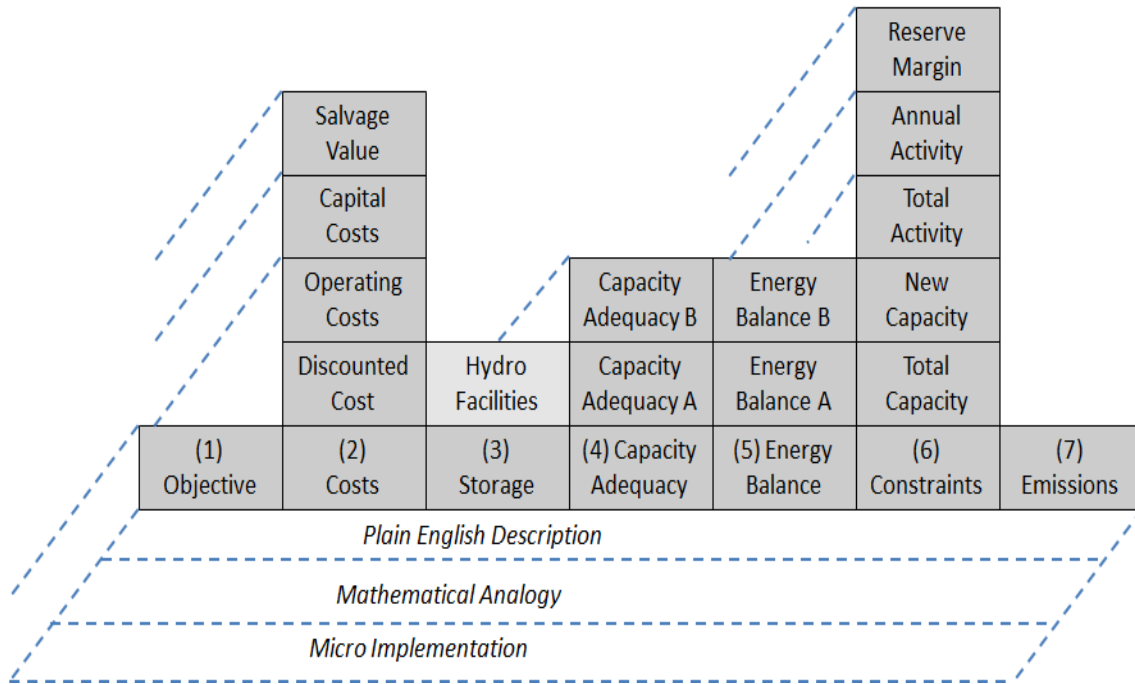 Reserve
Margin
Salvage
Value
Annual
Activity
Capital
Costs
Total
Activity
Operating
Costs
Capacity
Adequacy B
Energy
Balance B
New
Capacity
Discounted
Cost
Hydro
Facilities
Capacity
Adequacy A
Energy
Balance A
Total
Capacity
(1)
Objective
(2)
Costs
(3)
Storage
(4) Capacity
Adequacy
(5) Energy
Balance
(6)
Constraints
(7)
Emissions
Plain English Description
Mathematical Analogy
Micro Implementation